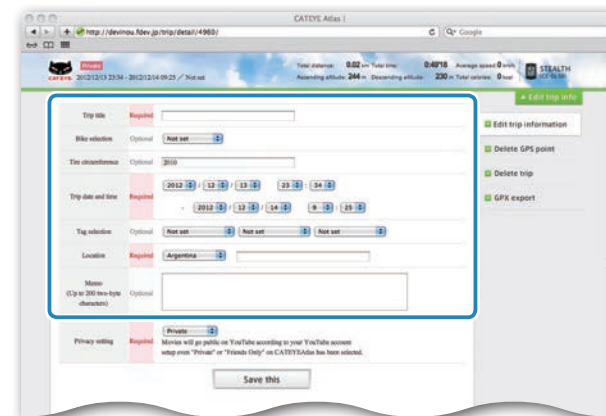 CATEYE Atlas |
http://devinou.fdev.jp/trip/detail/4960/
Google
Private
CATEYE 2012/12/13 23:34 - 2012/12/14 09:25 / Not set
Total distance: 0.02 km Total time: 0:48'18 Average speed 0 km/h
Ascending altitude: 244 m Descending altitude: 230 m Total calories: 0 kcal
STEALTH
Edit trip info
Trip title Required
Bike selection Optional Not set
Tire circumference Optional 2010
Trip date and time Required 2012 / 12 / 13 23 : 34
- 2012 / 12 / 14 9 : 25
Tag selection Optional Not set Not set Not set
Location Required Argentina
Memo
(Up to 200 two-byte
characters)
Optional
Privacy setting Required Private
Movies will go public on YouTube according to your YouTube account
setup even "Private" or "Friends Only" on CATEYEAtlas has been selected.
Save this
Edit trip information
Delete GPS point
Delete trip
GPX export